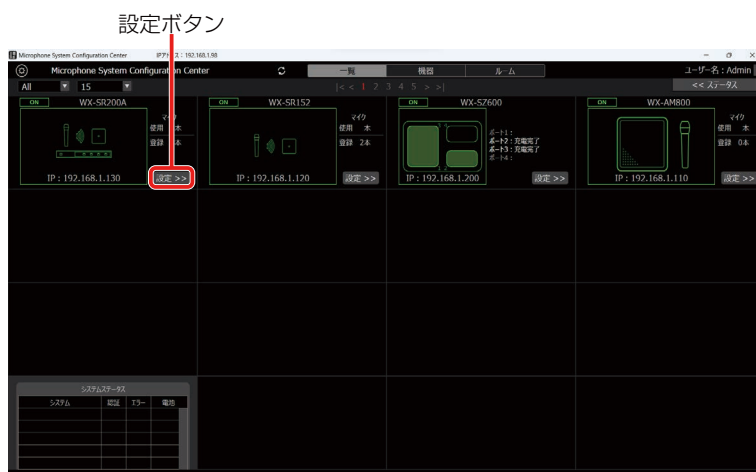 設定ボタン
Microphone System Configuration Center IPアドレス : 192.168.1.98
Microphone System Configuration Center 一覧 機器 ルーム ユーザー名 : Admin
All 15 |< < 1 2 3 4 5 > >| << ステータス
ON WX-SR200A
マイク
使用 本
登録 本
IP : 192.168.1.130 設定 >>
ON WX-SR152
マイク
使用 本
登録 2本
IP : 192.168.1.120 設定 >>
ON WX-SZ600
ポート1 :
ポート2 : 充電完了
ポート3 : 充電完了
ポート4 :
IP : 192.168.1.200 設定 >>
ON WX-AM800
マイク
使用 本
登録 0本
IP : 192.168.1.110 設定 >>
システムステータス
システム 認証 エラー 電池